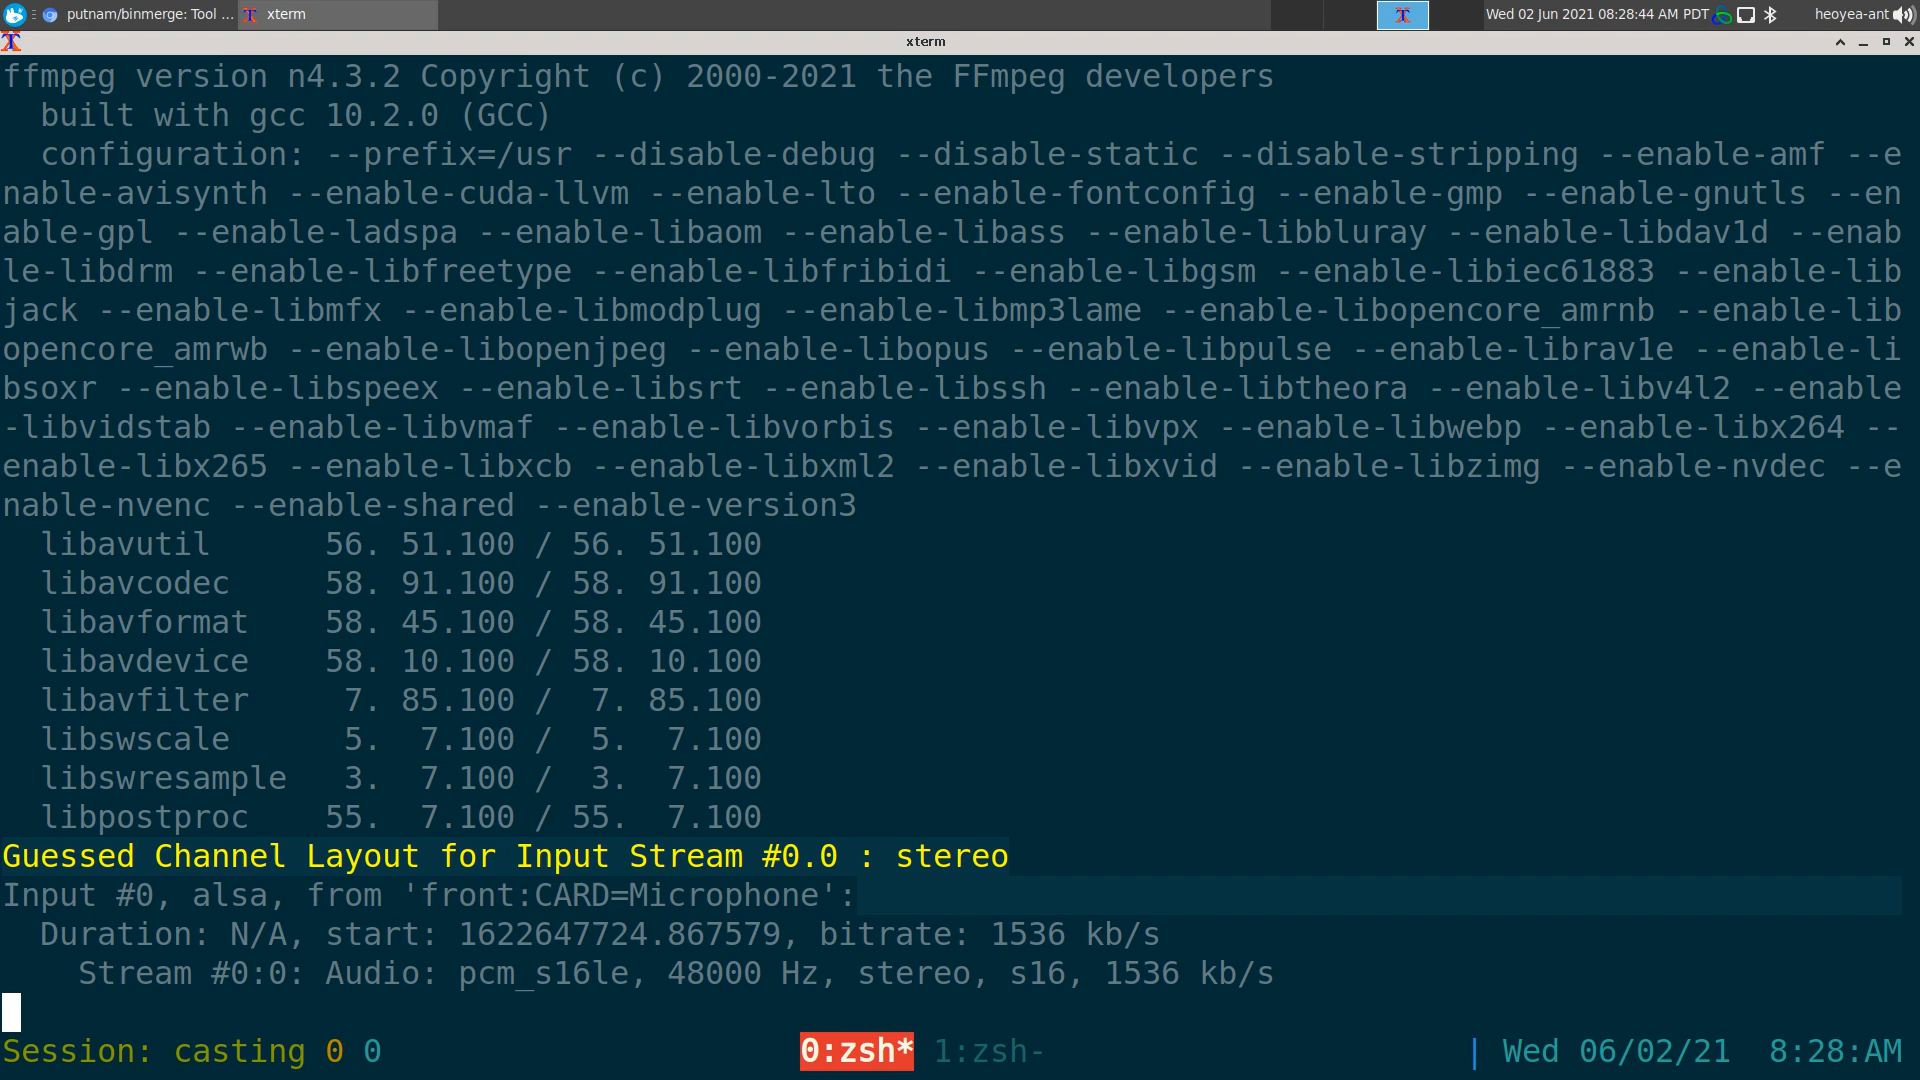 putnam/binmerge: Tool ... xterm Wed 02 Jun 2021 08:28:44 AM PDT heoyea-ant
xterm
ffmpeg version n4.3.2 Copyright (c) 2000-2021 the FFmpeg developers
  built with gcc 10.2.0 (GCC)
  configuration: --prefix=/usr --disable-debug --disable-static --disable-stripping --enable-amf --e
nable-avisynth --enable-cuda-llvm --enable-lto --enable-fontconfig --enable-gmp --enable-gnutls --en
able-gpl --enable-ladspa --enable-libaom --enable-libass --enable-libbluray --enable-libdav1d --enab
le-libdrm --enable-libfreetype --enable-libfribidi --enable-libgsm --enable-libiec61883 --enable-lib
jack --enable-libmfx --enable-libmodplug --enable-libmp3lame --enable-libopencore_amrnb --enable-lib
opencore_amrwb --enable-libopenjpeg --enable-libopus --enable-libpulse --enable-librav1e --enable-li
bsoxr --enable-libspeex --enable-libsrt --enable-libssh --enable-libtheora --enable-libv4l2 --enable
-libvidstab --enable-libvmaf --enable-libvorbis --enable-libvpx --enable-libwebp --enable-libx264 --
enable-libx265 --enable-libxcb --enable-libxml2 --enable-libxvid --enable-libzimg --enable-nvdec --e
nable-nvenc --enable-shared --enable-version3
  libavutil      56. 51.100 / 56. 51.100
  libavcodec     58. 91.100 / 58. 91.100
  libavformat    58. 45.100 / 58. 45.100
  libavdevice    58. 10.100 / 58. 10.100
  libavfilter     7. 85.100 /  7. 85.100
  libswscale      5.  7.100 /  5.  7.100
  libswresample   3.  7.100 /  3.  7.100
  libpostproc    55.  7.100 / 55.  7.100
Guessed Channel Layout for Input Stream #0.0 : stereo
Input #0, alsa, from 'front:CARD=Microphone':
  Duration: N/A, start: 1622647724.867579, bitrate: 1536 kb/s
    Stream #0:0: Audio: pcm_s16le, 48000 Hz, stereo, s16, 1536 kb/s
Session: casting 0 0 0:zsh* 1:zsh- | Wed 06/02/21  8:28:AM